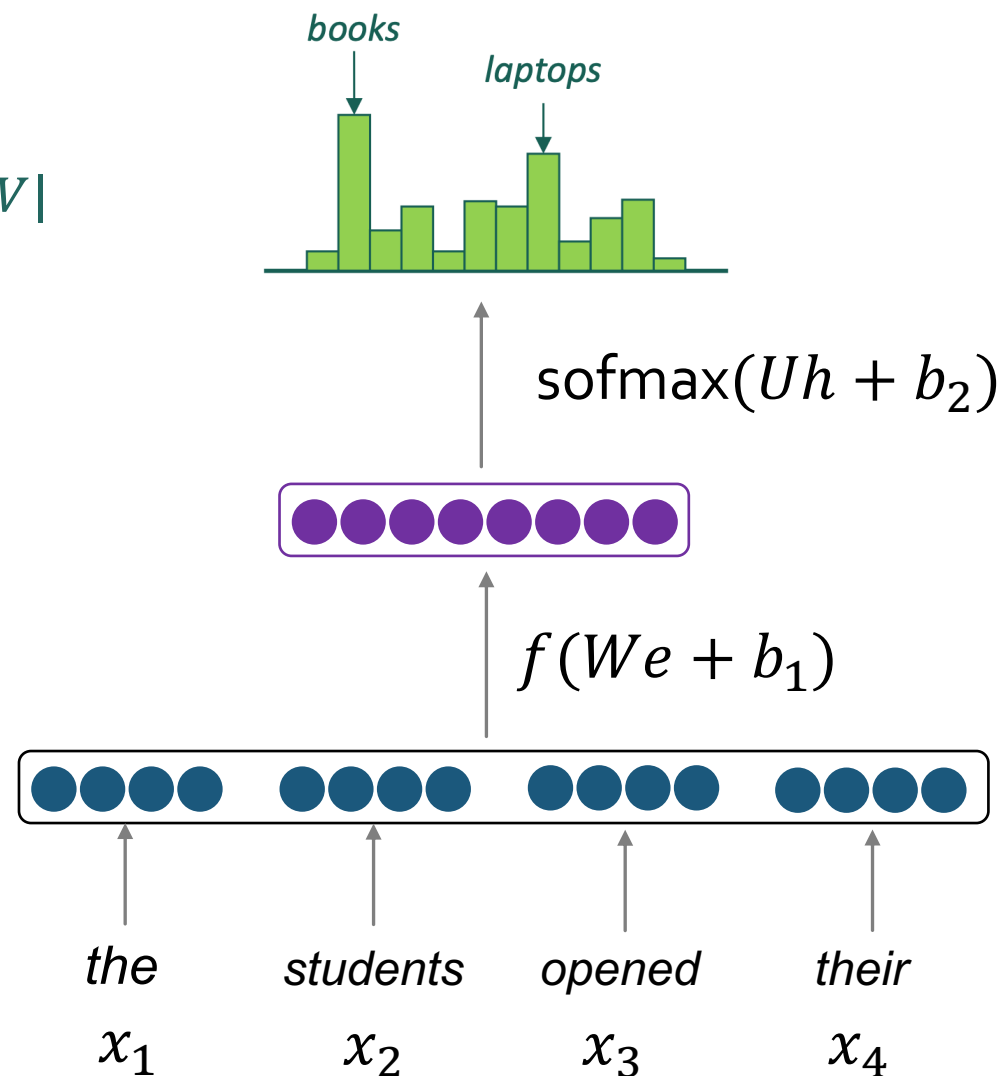 books
laptops
V|
sofmax(Uh + b₂)
f(We + b₁)
the students opened their
x₁ x₂ x₃ x₄